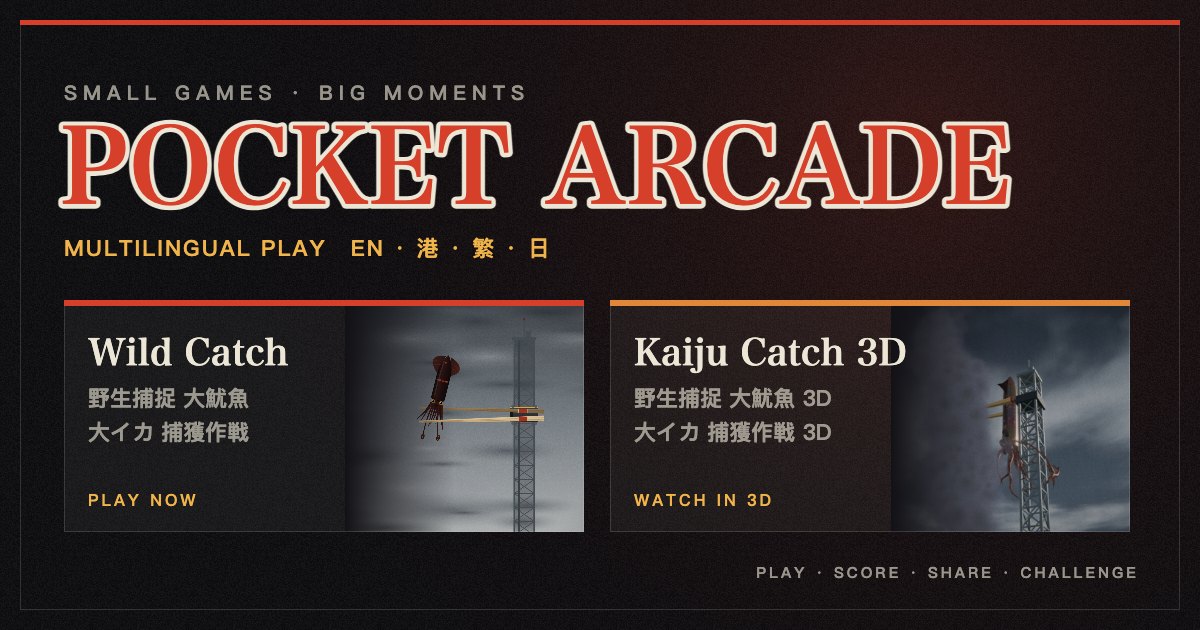 SMALL GAMES · BIG MOMENTS
POCKET ARCADE
MULTILINGUAL PLAY EN · 港 · 繁 · 日
Wild Catch
野生捕捉 大魷魚
大イカ 捕獲作戦
PLAY NOW
Kaiju Catch 3D
野生捕捉 大魷魚 3D
大イカ 捕獲作戦 3D
WATCH IN 3D
PLAY · SCORE · SHARE · CHALLENGE